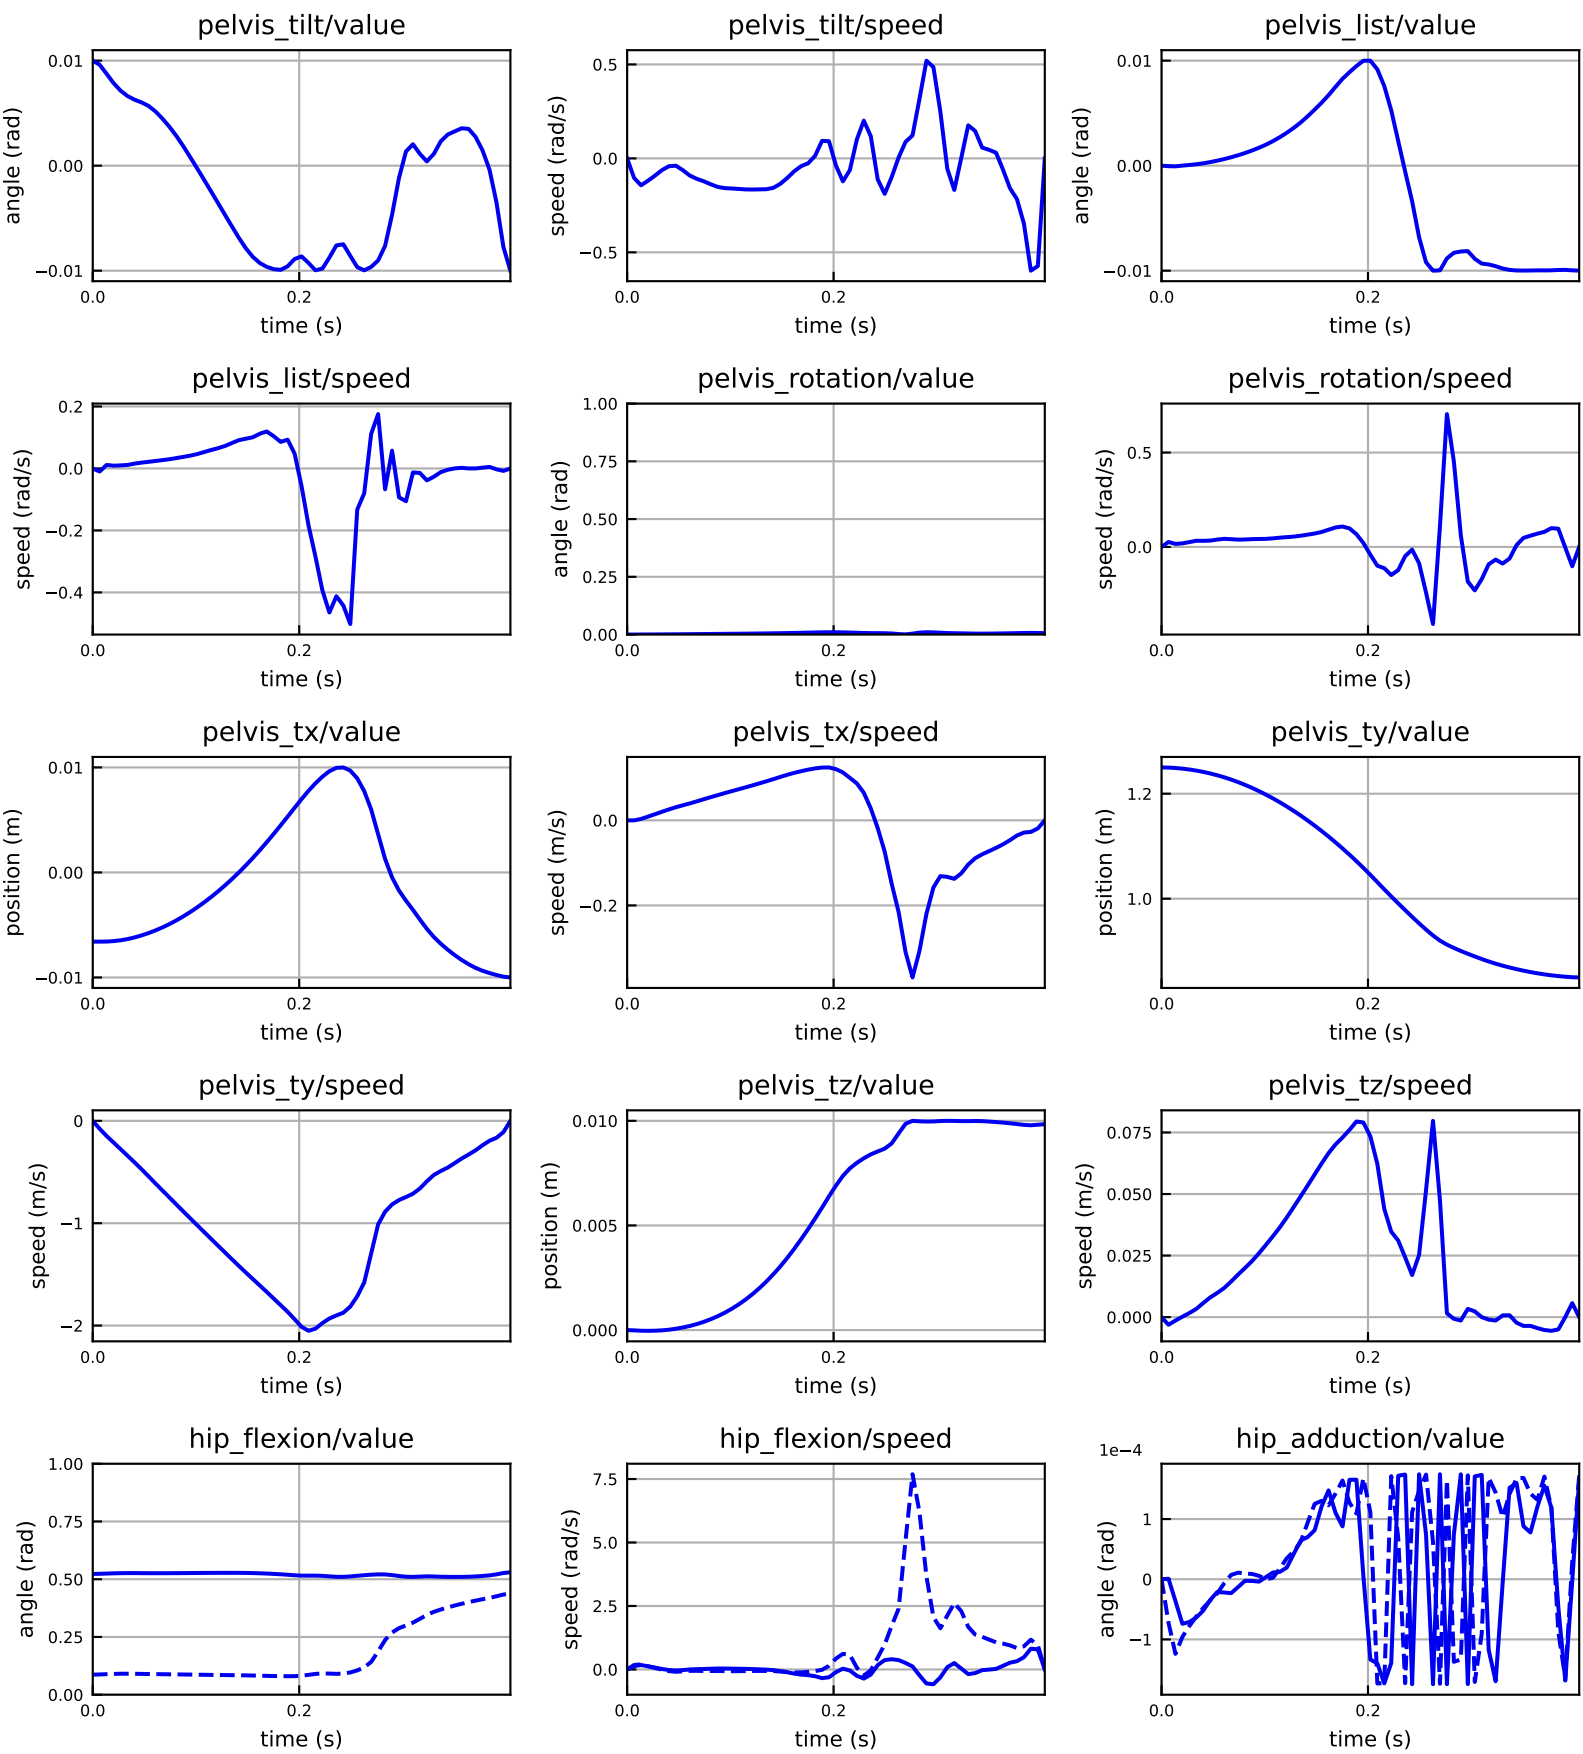 pelvis_tilt/value
angle (rad)
0.01
0.00
−0.01
0.0
0.2
time (s)
pelvis_tilt/speed
speed (rad/s)
0.5
0.0
−0.5
0.0
0.2
time (s)
pelvis_list/value
angle (rad)
0.01
0.00
−0.01
0.0
0.2
time (s)
pelvis_list/speed
speed (rad/s)
0.2
0.0
−0.2
−0.4
0.0
0.2
time (s)
pelvis_rotation/value
angle (rad)
1.00
0.75
0.50
0.25
0.00
0.0
0.2
time (s)
pelvis_rotation/speed
speed (rad/s)
0.5
0.0
0.0
0.2
time (s)
pelvis_tx/value
position (m)
0.01
0.00
−0.01
0.0
0.2
time (s)
pelvis_tx/speed
speed (m/s)
0.0
−0.2
0.0
0.2
time (s)
pelvis_ty/value
position (m)
1.2
1.0
0.0
0.2
time (s)
pelvis_ty/speed
speed (m/s)
0
−1
−2
0.0
0.2
time (s)
pelvis_tz/value
position (m)
0.010
0.005
0.000
0.0
0.2
time (s)
pelvis_tz/speed
speed (m/s)
0.075
0.050
0.025
0.000
0.0
0.2
time (s)
hip_flexion/value
angle (rad)
1.00
0.75
0.50
0.25
0.00
0.0
0.2
time (s)
hip_flexion/speed
speed (rad/s)
7.5
5.0
2.5
0.0
0.0
0.2
time (s)
hip_adduction/value
1e−4
angle (rad)
1
0
−1
0.0
0.2
time (s)